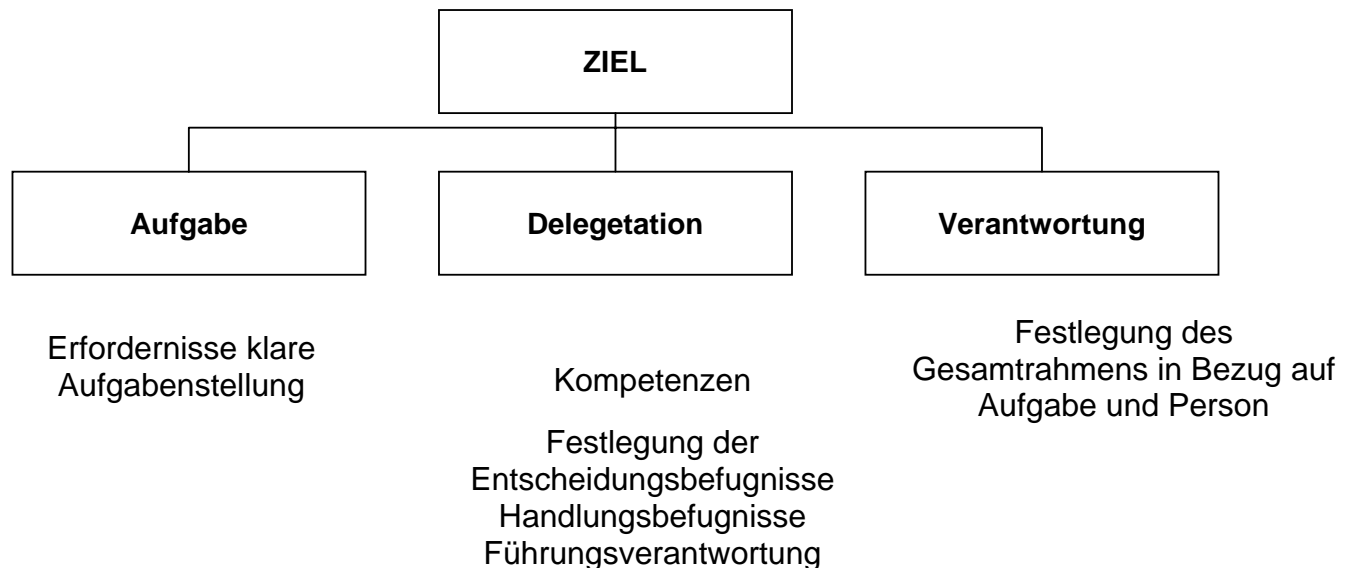 ZIEL
Aufgabe
Delegetation
Verantwortung
Erfordernisse klare
Aufgabenstellung
Kompetenzen
Festlegung der
Entscheidungsbefugnisse
Handlungsbefugnisse
Führungsverantwortung
Festlegung des
Gesamtrahmens in Bezug auf
Aufgabe und Person